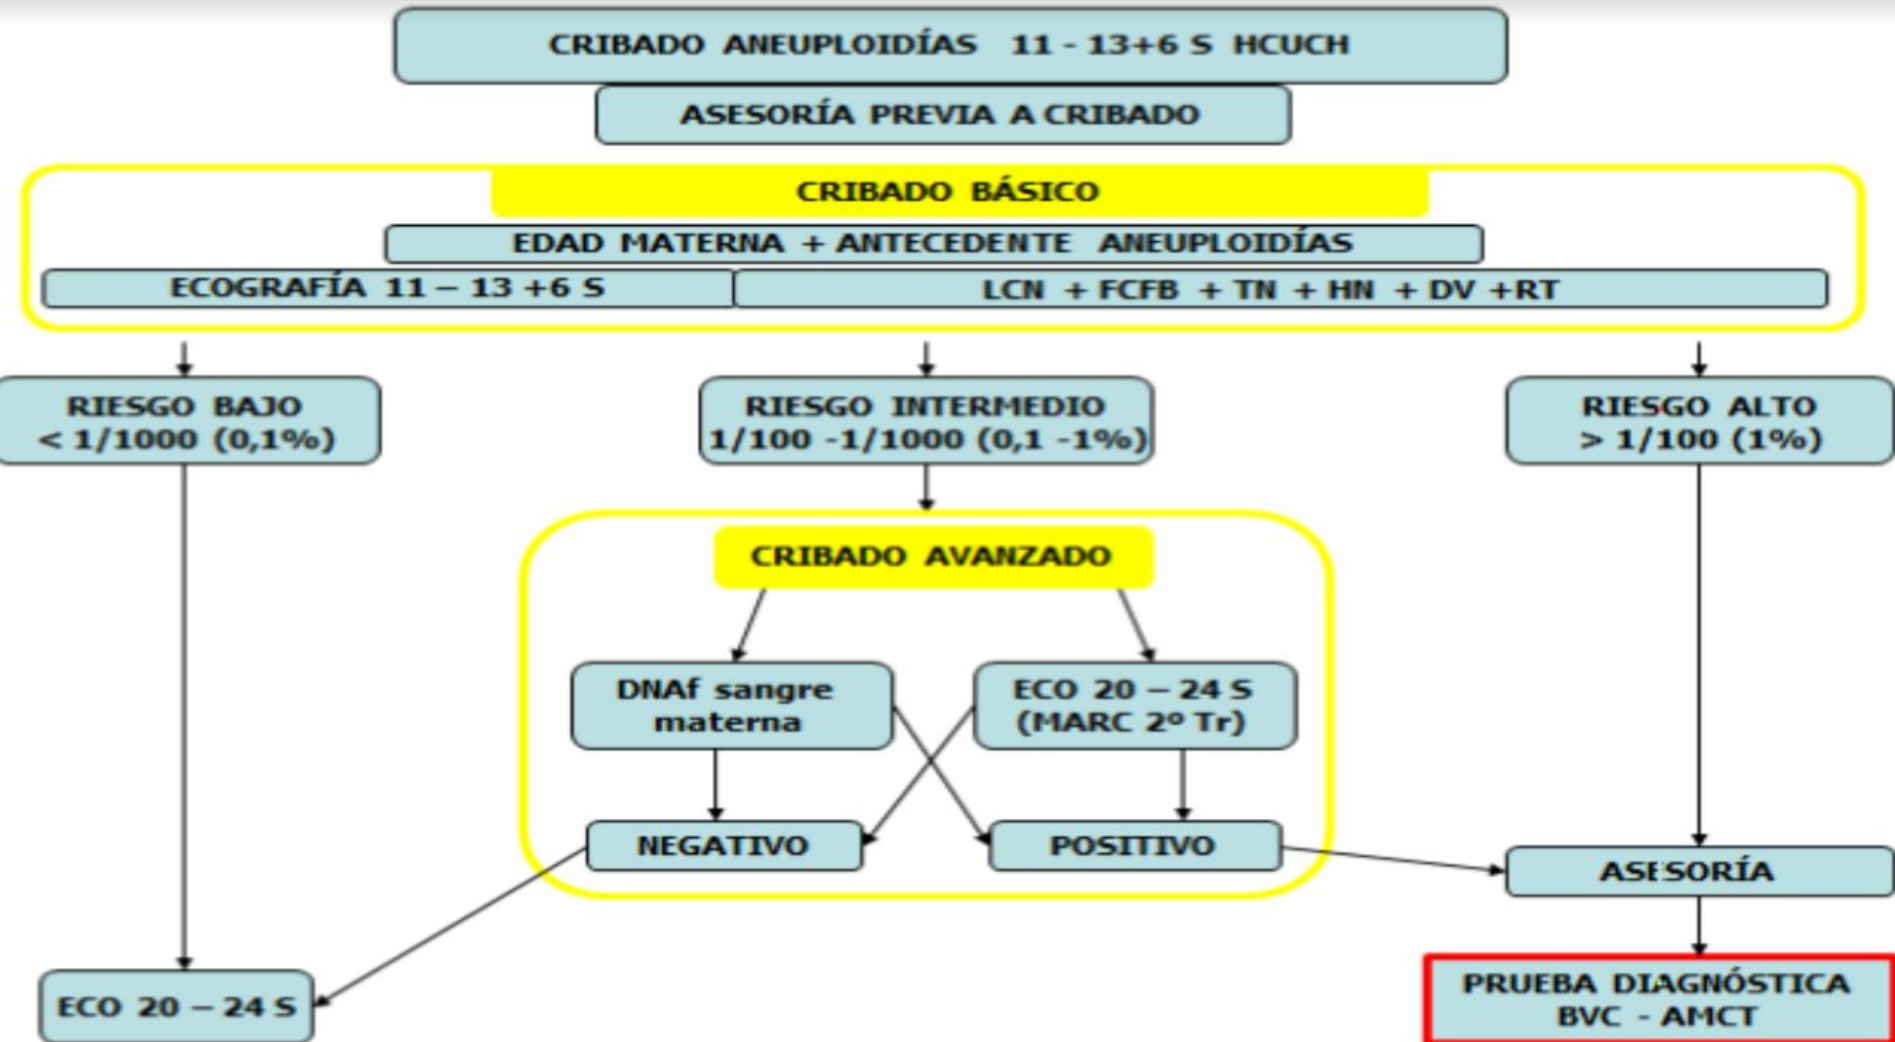 CRIBADO ANEUPLOIDÍAS 11 - 13+6 S HCUCH
ASESORÍA PREVIA A CRIBADO
CRIBADO BÁSICO
EDAD MATERNA + ANTECEDENTE ANEUPLOIDÍAS
ECOGRAFÍA 11 – 13 +6 S
LCN + FCFB + TN + HN + DV +RT
RIESGO BAJO
< 1/1000 (0,1%)
RIESGO INTERMEDIO
1/100 -1/1000 (0,1 -1%)
RIESGO ALTO
> 1/100 (1%)
CRIBADO AVANZADO
DNAf sangre
materna
ECO 20 – 24 S
(MARC 2º Tr)
NEGATIVO
POSITIVO
ASESORÍA
ECO 20 – 24 S
PRUEBA DIAGNÓSTICA
BVC - AMCT